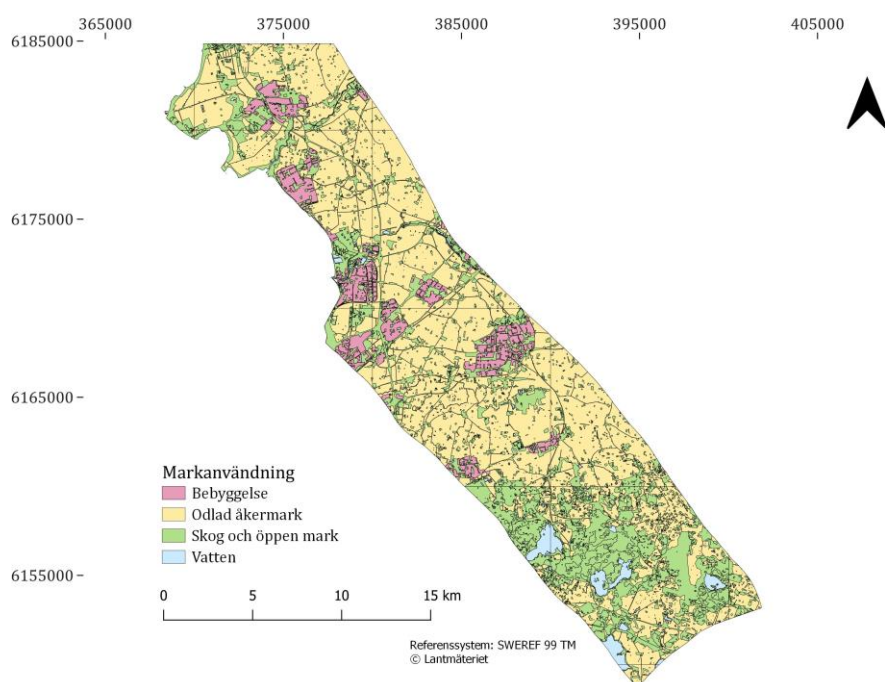 365000
375000
385000
395000
405000
6185000
6175000
6165000
6155000
Markanvändning
Bebyggelse
Odlad åkermark
Skog och öppen mark
Vatten
0 5 10 15 km
Referenssystem: SWEREF 99 TM
© Lantmäteriet